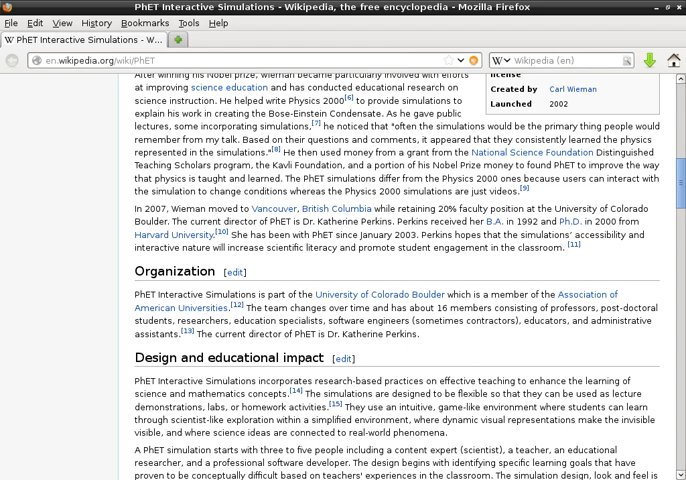 PhET Interactive Simulations - Wikipedia, the free encyclopedia - Mozilla Firefox
File Edit View History Bookmarks Tools Help
W PhET Interactive Simulations - W...
en.wikipedia.org/wiki/PhET
W Wikipedia (en)
After winning his Nobel prize, Wieman became particularly involved with efforts
at improving science education and has conducted educational research on
science instruction. He helped write Physics 2000[6] to provide simulations to
explain his work in creating the Bose-Einstein Condensate. As he gave public
lectures, some incorporating simulations,[7] he noticed that "often the simulations would be the primary thing people would
remember from my talk. Based on their questions and comments, it appeared that they consistently learned the physics
represented in the simulations."[8] He then used money from a grant from the National Science Foundation Distinguished
Teaching Scholars program, the Kavli Foundation, and a portion of his Nobel Prize money to found PhET to improve the way
that physics is taught and learned. The PhET simulations differ from the Physics 2000 ones because users can interact with
the simulation to change conditions whereas the Physics 2000 simulations are just videos.[9]
license
Created by Carl Wieman
Launched 2002
In 2007, Wieman moved to Vancouver, British Columbia while retaining 20% faculty position at the University of Colorado
Boulder. The current director of PhET is Dr. Katherine Perkins. Perkins received her B.A. in 1992 and Ph.D. in 2000 from
Harvard University.[10] She has been with PhET since January 2003. Perkins hopes that the simulations' accessibility and
interactive nature will increase scientific literacy and promote student engagement in the classroom. [11]
Organization [edit]
PhET Interactive Simulations is part of the University of Colorado Boulder which is a member of the Association of
American Universities.[12] The team changes over time and has about 16 members consisting of professors, post-doctoral
students, researchers, education specialists, software engineers (sometimes contractors), educators, and administrative
assistants.[13] The current director of PhET is Dr. Katherine Perkins.
Design and educational impact [edit]
PhET Interactive Simulations incorporates research-based practices on effective teaching to enhance the learning of
science and mathematics concepts.[14] The simulations are designed to be flexible so that they can be used as lecture
demonstrations, labs, or homework activities.[15] They use an intuitive, game-like environment where students can learn
through scientist-like exploration within a simplified environment, where dynamic visual representations make the invisible
visible, and where science ideas are connected to real-world phenomena.
A PhET simulation starts with three to five people including a content expert (scientist), a teacher, an educational
researcher, and a professional software developer. The design begins with identifying specific learning goals that have
proven to be conceptually difficult based on teachers' experiences in the classroom. The simulation design, look and feel is